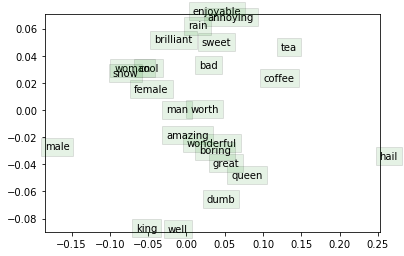 enjoyable
annoying
0.06
rain
brilliant
sweet
tea
0.04
bad
woman
cool
snow
coffee
0.02
female
0.00
man
worth
amazing
−0.02
wonderful
male
boring
hail
great
−0.04
queen
−0.06
dumb
−0.08
king
well
−0.15 −0.10 −0.05 0.00 0.05 0.10 0.15 0.20 0.25